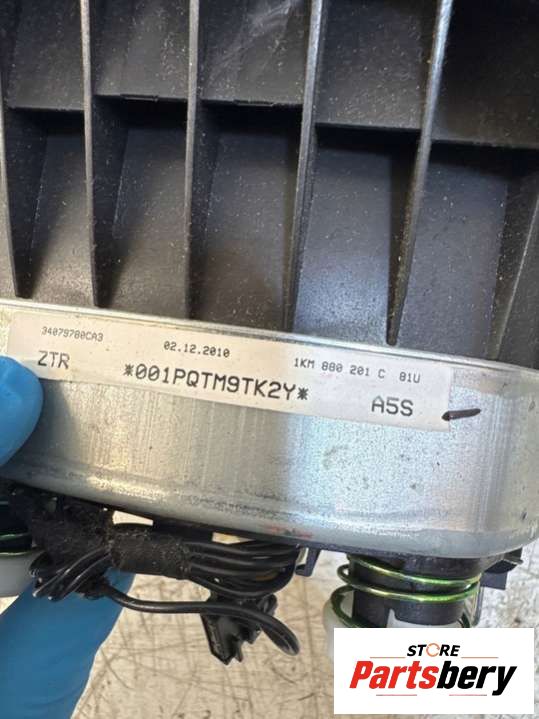 34079780CA3 02.12.2010 1KM 880 201 C 81U
ZTR *001PQTM9TK2Y* A5S
STORE
Partsbery